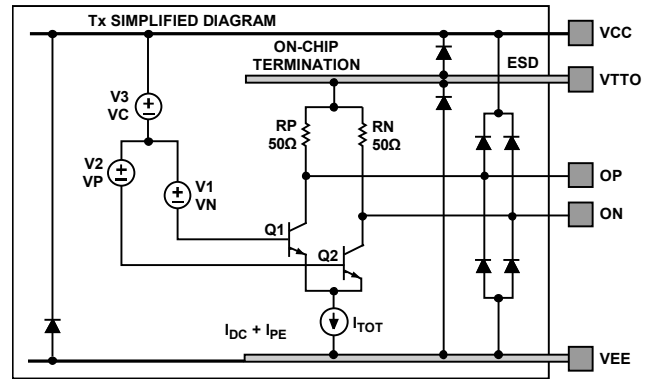 Tx SIMPLIFIED DIAGRAM
VCC
ON-CHIP
TERMINATION
ESD
VTTO
V3
VC
RP
50Ω
RN
50Ω
V2
VP
V1
VN
OP
ON
Q1
Q2
I_DC + I_PE
I_TOT
VEE